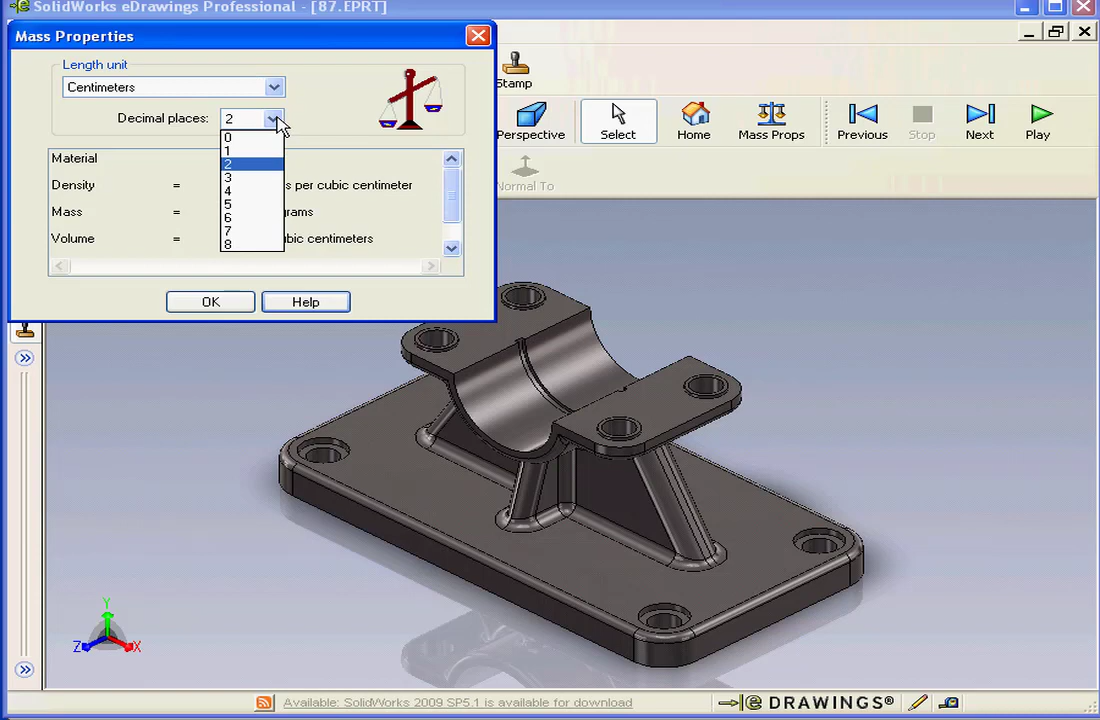 SolidWorks eDrawings Professional - [87.EPRT]
Mass Properties
Length unit
Centimeters
Decimal places: 2
0
1
2
3
4
5
6
7
8
Material
Density = s per cubic centimeter
Mass = rams
Volume = ubic centimeters
OK Help
Stamp
Perspective Select Home Mass Props Previous Stop Next Play
Normal To
Y
Z X
Available: SolidWorks 2009 SP5.1 is available for download
e DRAWINGS®